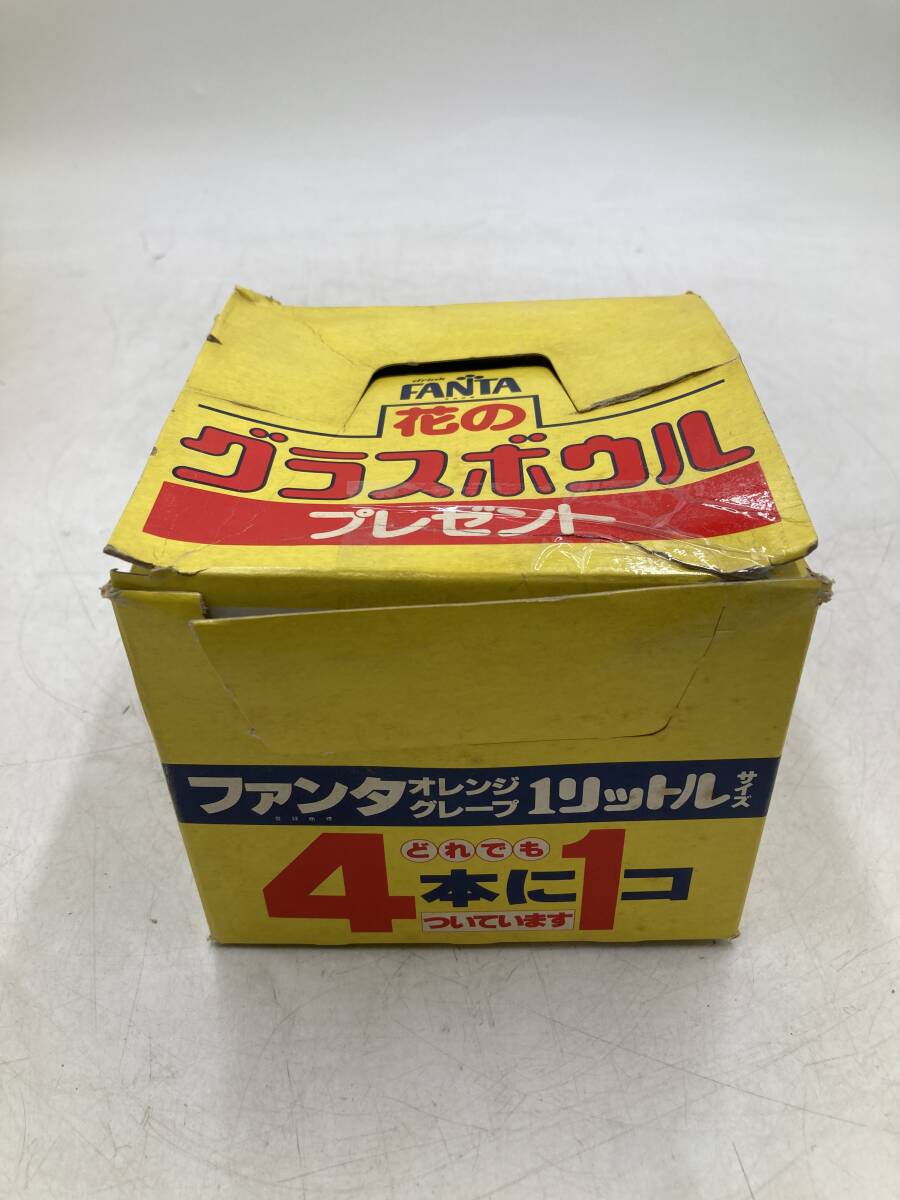 drink
FANTA
花の
グラスボウル
プレゼント
ファンタ オレンジ グレープ 1リットル サイズ
どれでも
4本に1コ
ついています